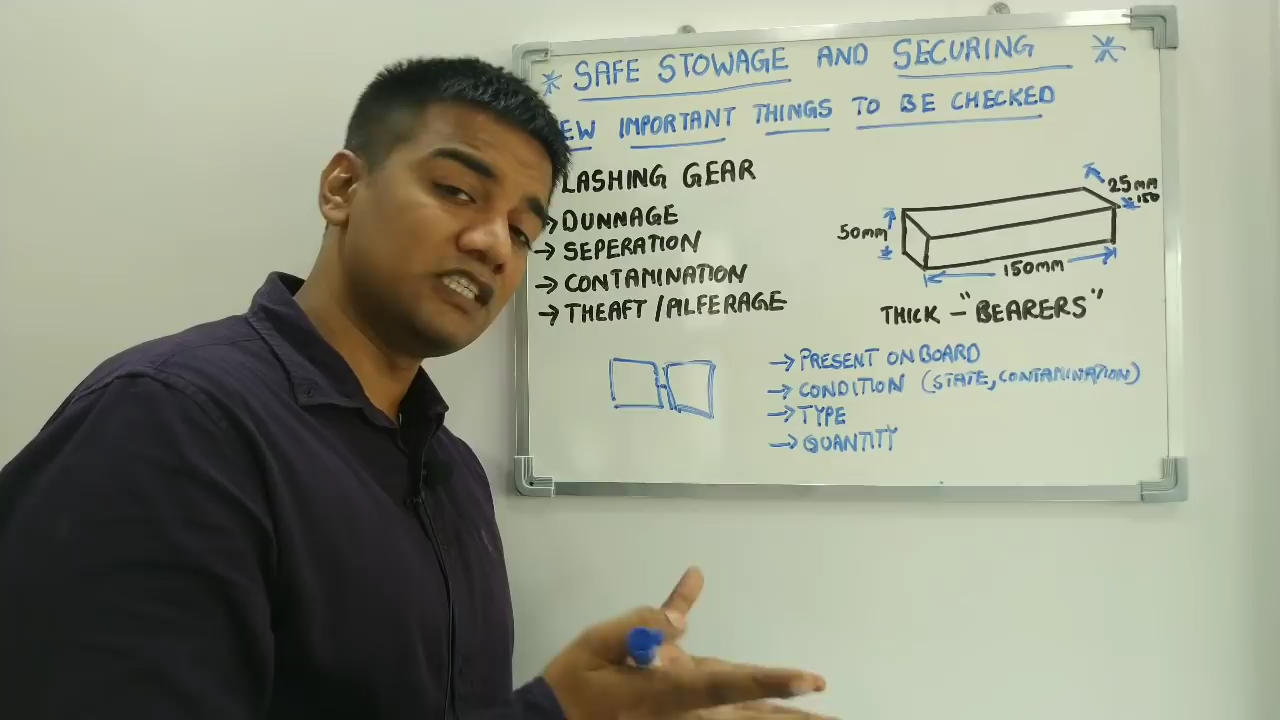 * SAFE STOWAGE AND SECURING *
EW IMPORTANT THINGS TO BE CHECKED
LASHING GEAR
→ DUNNAGE
→ SEPERATION
→ CONTAMINATION
→ THEAFT / PILFERAGE
25mm
150
50mm
150mm
THICK - "BEARERS"
→ PRESENT ON BOARD
→ CONDITION (STATE, CONTAMINATION)
→ TYPE
→ QUANTITY